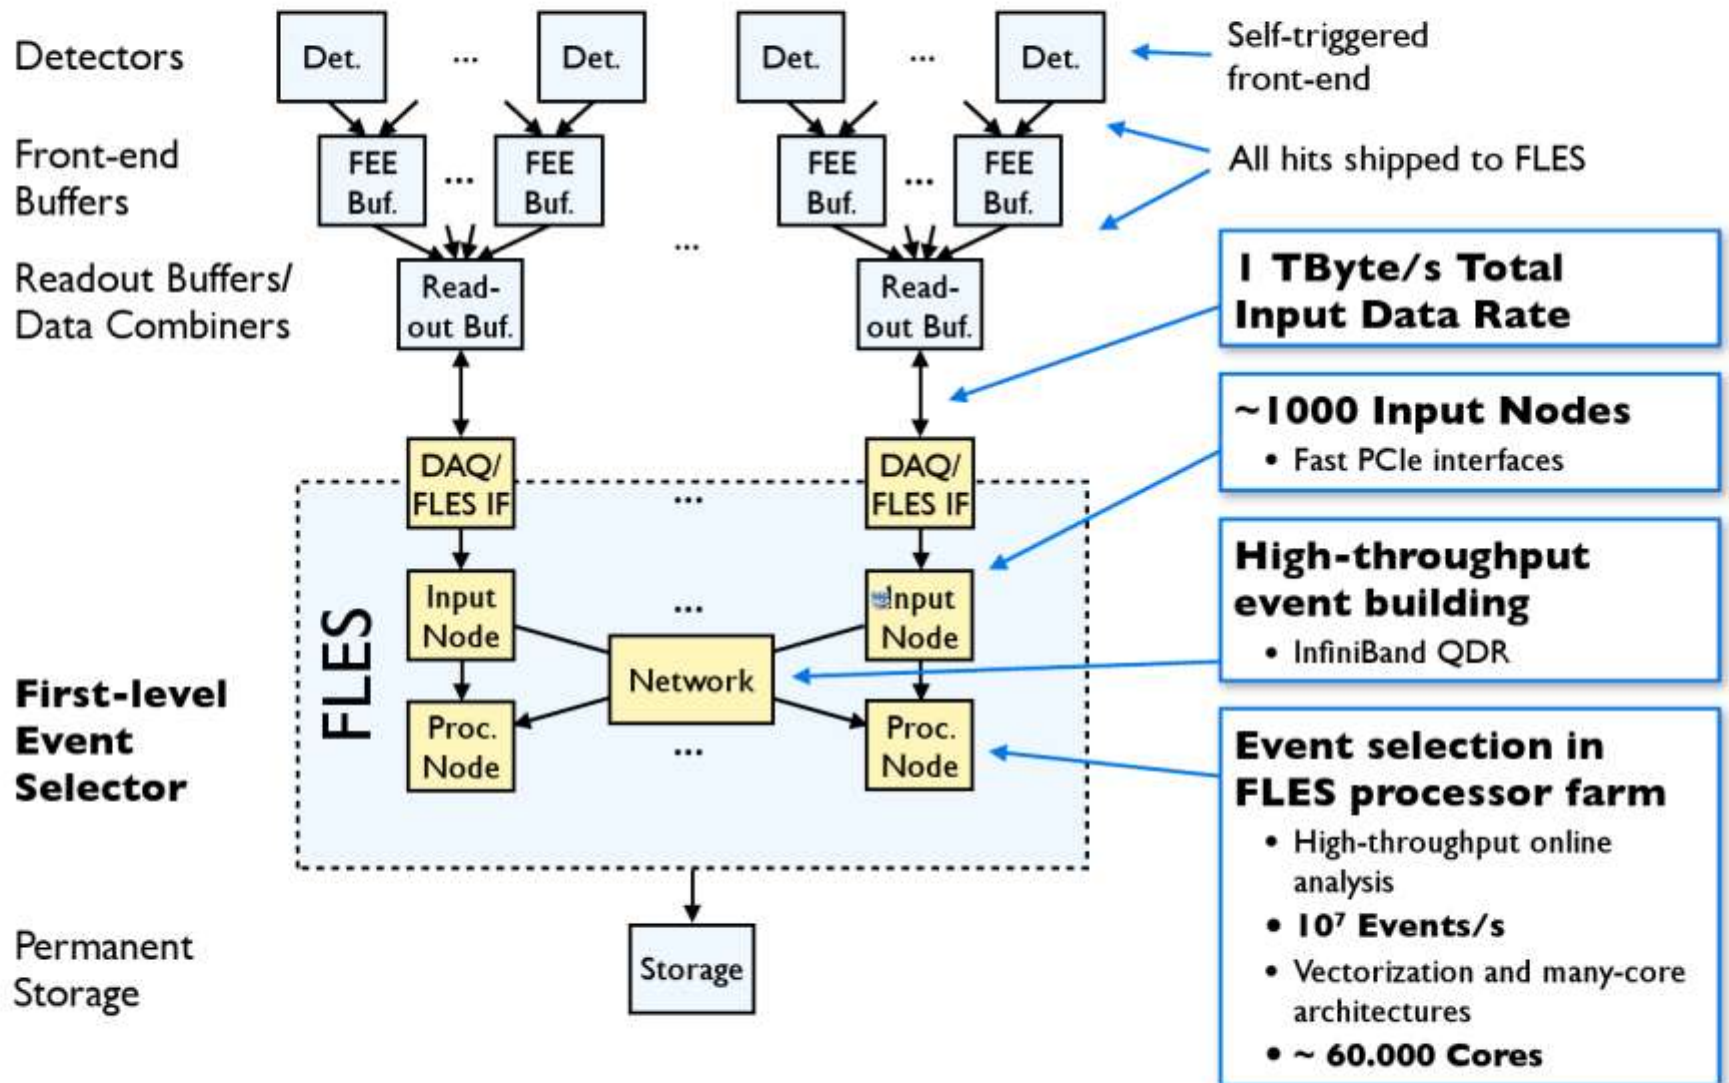 Detectors
Det.
...
Det.
...
Det.
...
Det.
Self-triggered
front-end
Front-end
Buffers
FEE
Buf.
...
FEE
Buf.
FEE
Buf.
...
FEE
Buf.
All hits shipped to FLES
...
Readout Buffers/
Data Combiners
Read-
out Buf.
Read-
out Buf.
1 TByte/s Total
Input Data Rate
~1000 Input Nodes
• Fast PCIe interfaces
DAQ/
FLES IF
...
DAQ/
FLES IF
High-throughput
event building
• InfiniBand QDR
FLES
Input
Node
...
Input
Node
Network
First-level
Event
Selector
Proc.
Node
...
Proc.
Node
Event selection in
FLES processor farm
• High-throughput online
analysis
• 10⁷ Events/s
• Vectorization and many-core
architectures
• ~ 60.000 Cores
Permanent
Storage
Storage